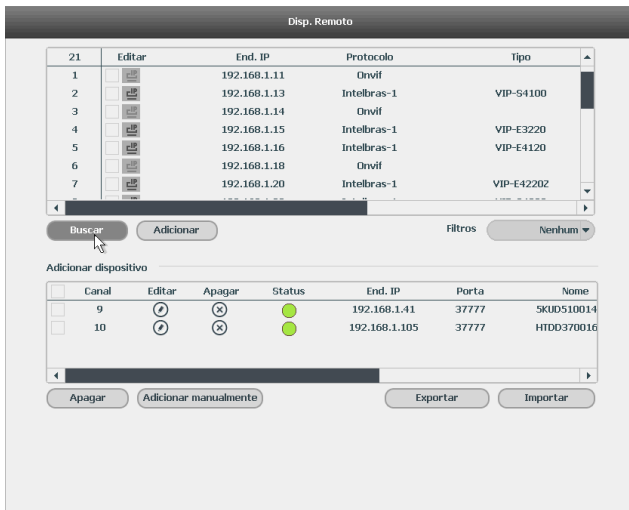 Disp. Remoto
21 Editar End. IP Protocolo Tipo
1 192.168.1.11 Onvif
2 192.168.1.13 Intelbras-1 VIP-S4100
3 192.168.1.14 Onvif
4 192.168.1.15 Intelbras-1 VIP-E3220
5 192.168.1.16 Intelbras-1 VIP-E4120
6 192.168.1.18 Onvif
7 192.168.1.20 Intelbras-1 VIP-E4220Z
Buscar Adicionar Filtros Nenhum
Adicionar dispositivo
Canal Editar Apagar Status End. IP Porta Nome
9 192.168.1.41 37777 5KUD510014
10 192.168.1.105 37777 HTDD370016
Apagar Adicionar manualmente Exportar Importar